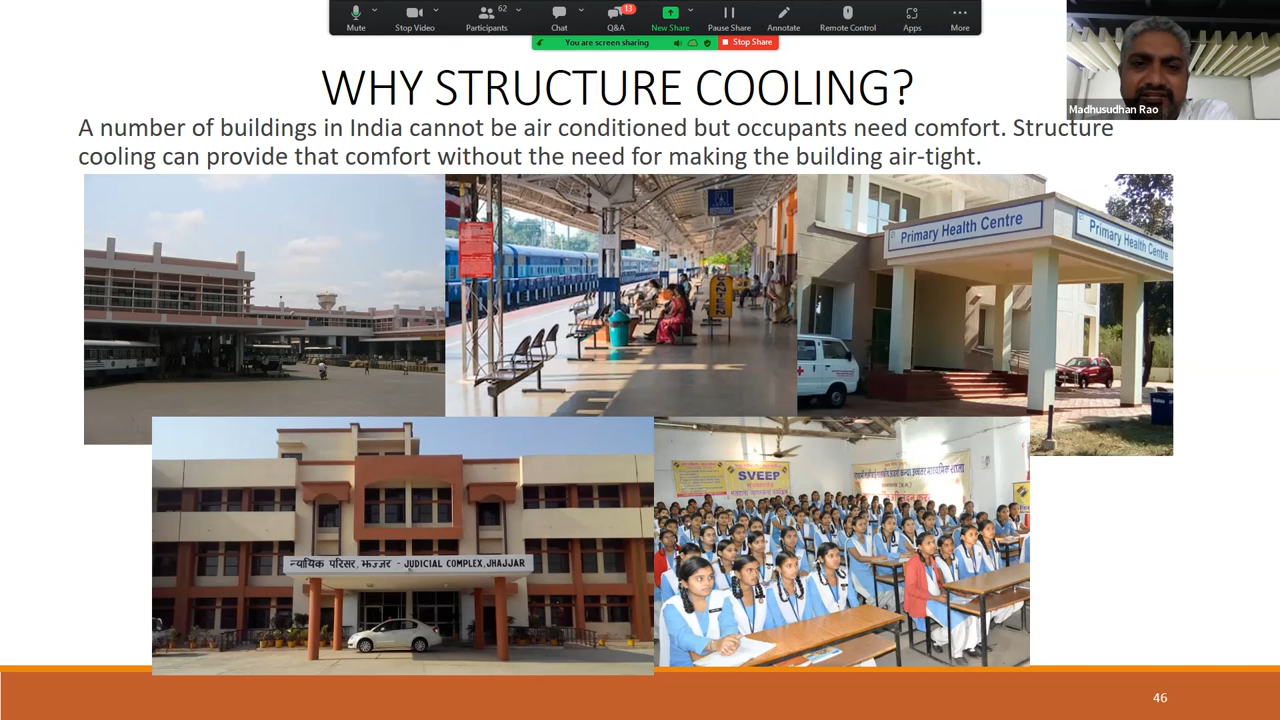 62
13
Mute
Stop Video
Participants
Chat
Q&A
New Share
Pause Share
Annotate
Remote Control
Apps
More
You are screen sharing
Stop Share
Madhusudhan Rao
WHY STRUCTURE COOLING?
A number of buildings in India cannot be air conditioned but occupants need comfort. Structure
cooling can provide that comfort without the need for making the building air-tight.
CANTEEN
Primary Health Centre
Primary Health Centre
न्यायिक परिसर, झज्जर - JUDICIAL COMPLEX, JHAJJAR
SVEEP
46